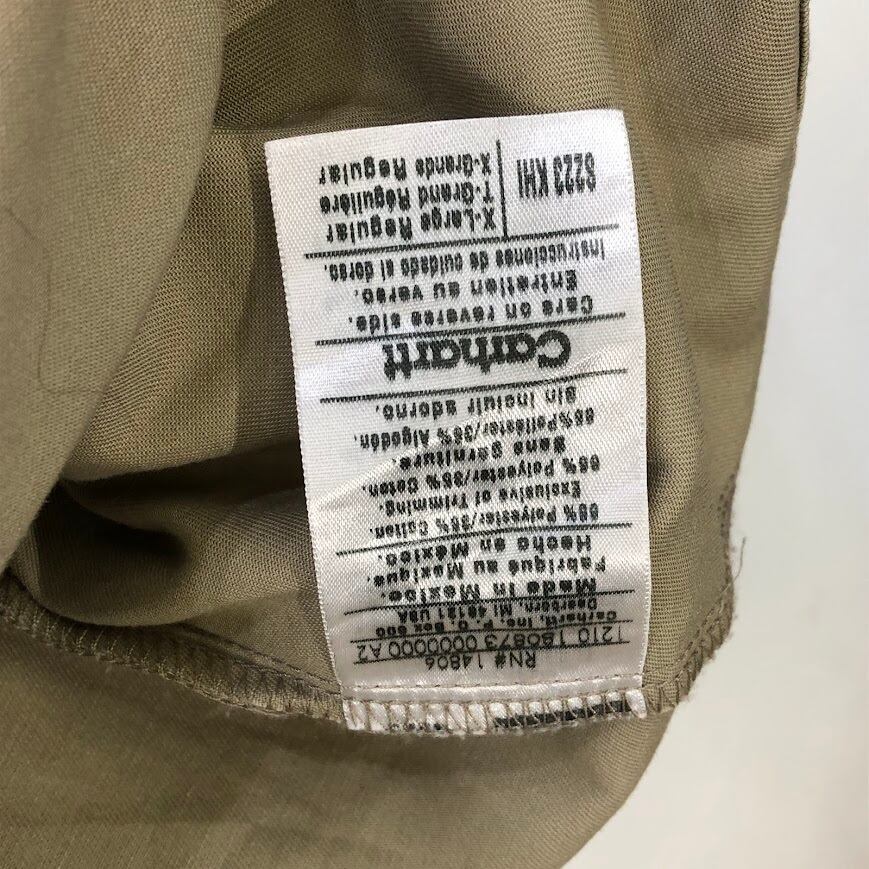 RN# 14806
1210 180873 0000000 A2
Carhartt, Inc. P.O. Box 600
Dearborn, MI 48121 USA
Made in Mexico.
Fabriqué au Mexique.
Hecho en México.
65% Polyester/35% Cotton
Exclusive of Trimming.
65% Polyester/35% Coton.
Sans garniture.
65%Poliéster/35% Algodón.
Sin incluir adorno.
Carhartt
Care on reverse side.
Entretien au verso.
Instrucciones de cuidado al dorso.
S223 KHI
X-Large Regular
T-Grand Régulière
X-Grande Regular